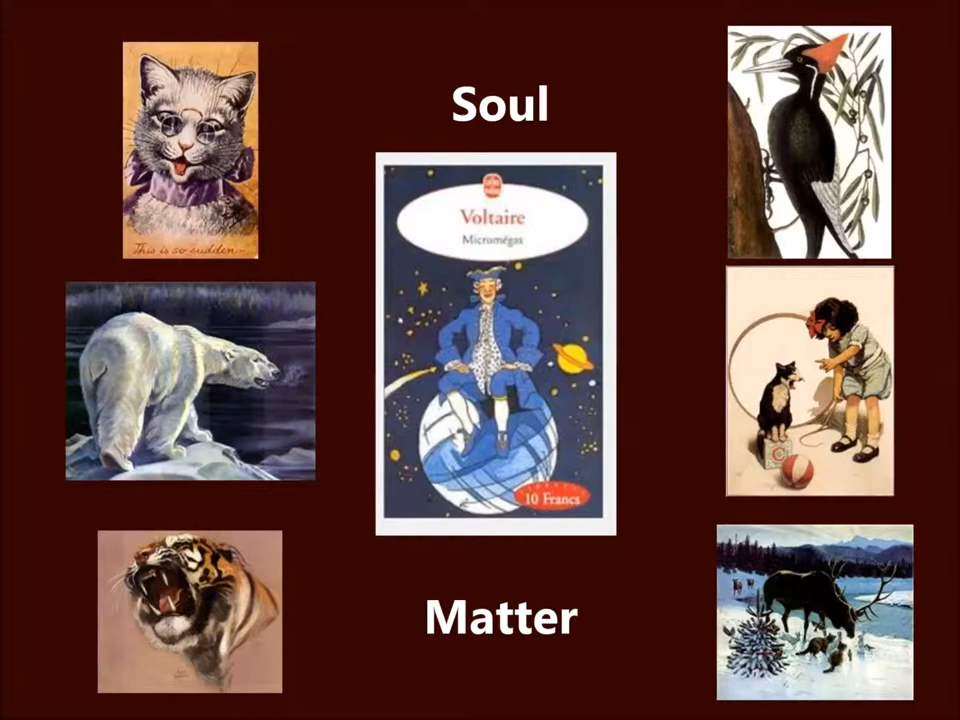 Soul
This is so sudden—
Voltaire
Micromégas
10 Francs
C
Matter